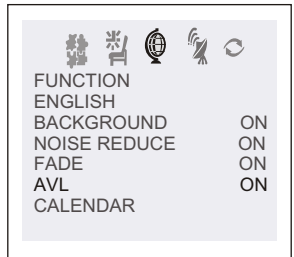 FUNCTION
ENGLISH
BACKGROUND ON
NOISE REDUCE ON
FADE ON
AVL ON
CALENDAR